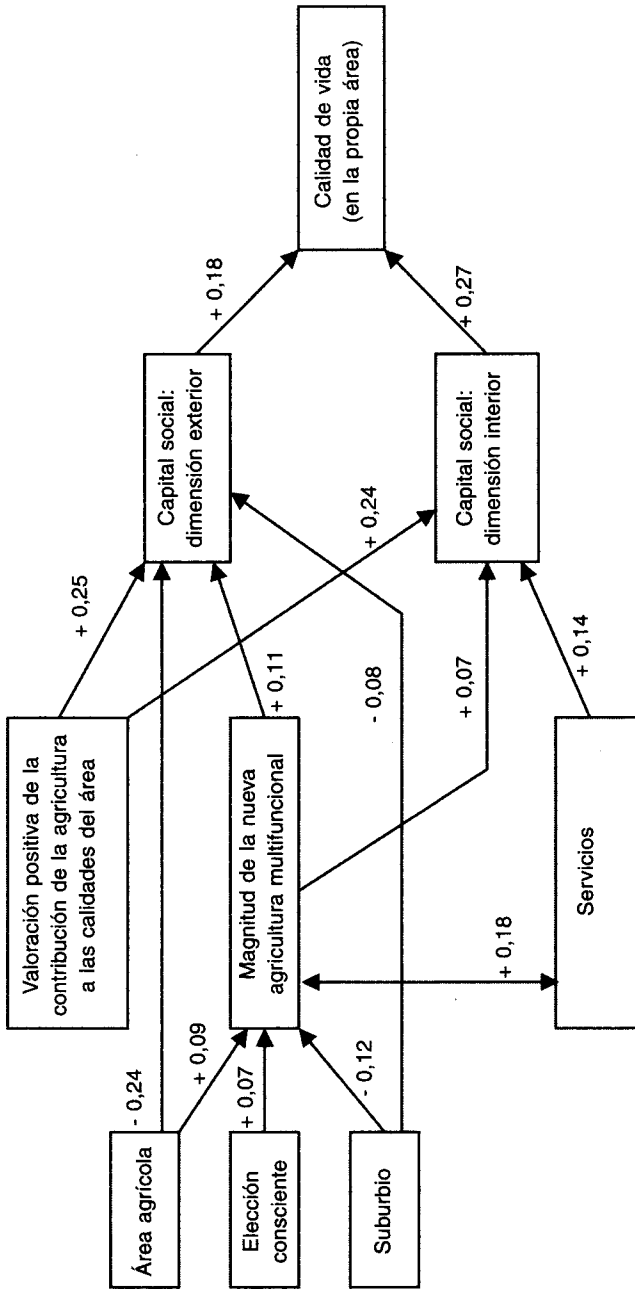 Área agrícola
Elección
consciente
Suburbio
- 0,24
+ 0,09
+ 0,07
- 0,12
Valoración positiva de la
contribución de la agricultura
a las calidades del área
Magnitud de la nueva
agricultura multifuncional
+ 0,18
Servicios
+ 0,25
+ 0,11
+ 0,24
- 0,08
+ 0,07
+ 0,14
Capital social:
dimensión exterior
Capital social:
dimensión interior
+ 0,18
+ 0,27
Calidad de vida
(en la propia área)